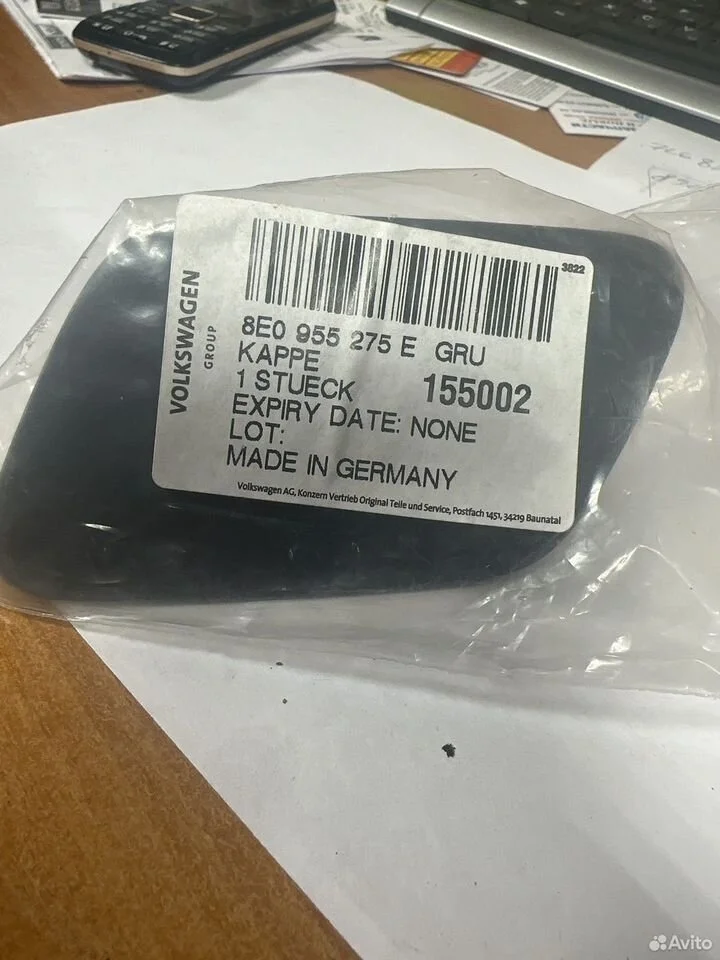 3822
VOLKSWAGEN
GROUP
8E0 955 275 E GRU
KAPPE
1 STUECK 155002
EXPIRY DATE: NONE
LOT:
MADE IN GERMANY
Volkswagen AG, Konzern Vertrieb Original Teile und Service, Postfach 1451, 34219 Baunatal
Avito